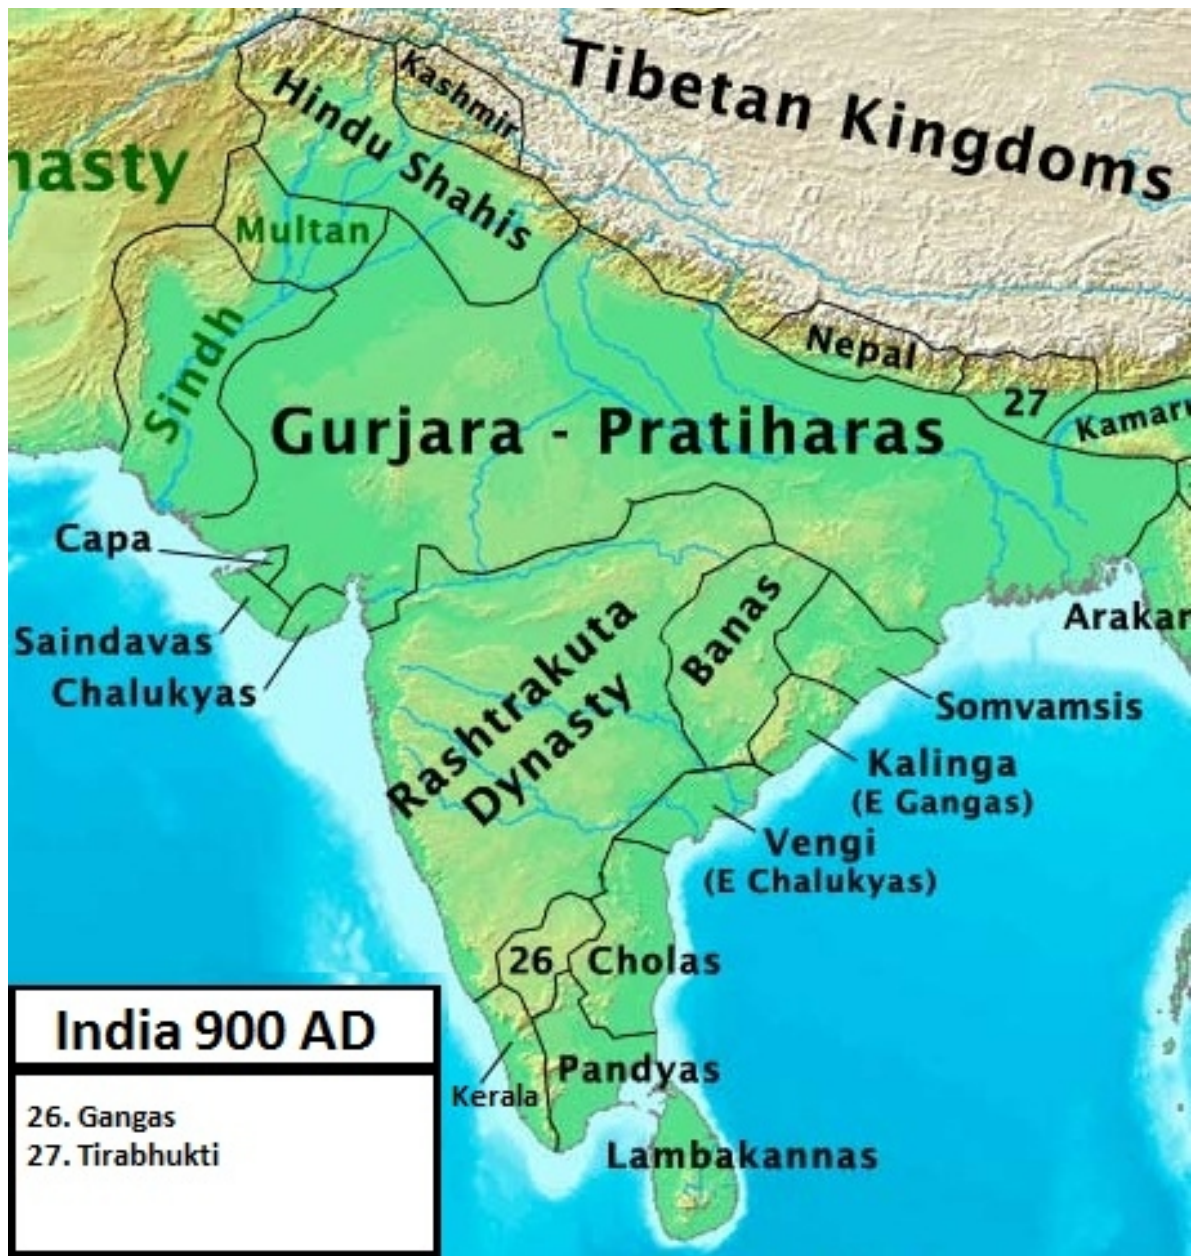 Tibetan Kingdoms
Kashmir
Hindu Shahis
nasty
Multan
Sindh
Nepal
27
Kamaru
Gurjara - Pratiharas
Capa
Saindavas
Chalukyas
Arakan
Banas
Rashtrakuta
Dynasty
Somvamsis
Kalinga
(E Gangas)
Vengi
(E Chalukyas)
26
Cholas
Pandyas
Kerala
Lambakannas
India 900 AD
26. Gangas
27. Tirabhukti